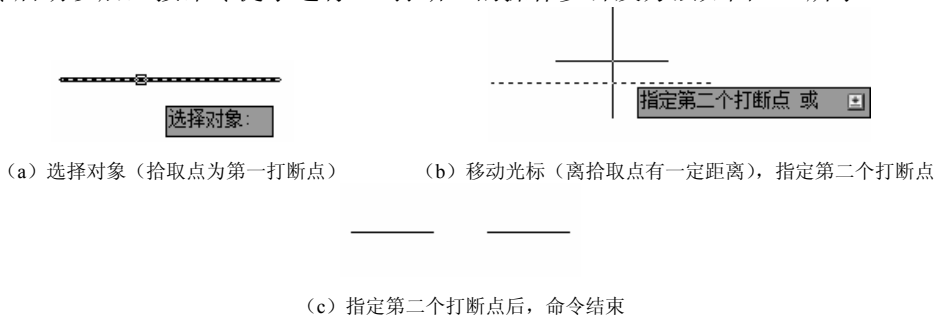 选择对象:
指定第二个打断点 或
（a）选择对象（拾取点为第一打断点）
（b）移动光标（离拾取点有一定距离），指定第二个打断点
（c）指定第二个打断点后，命令结束